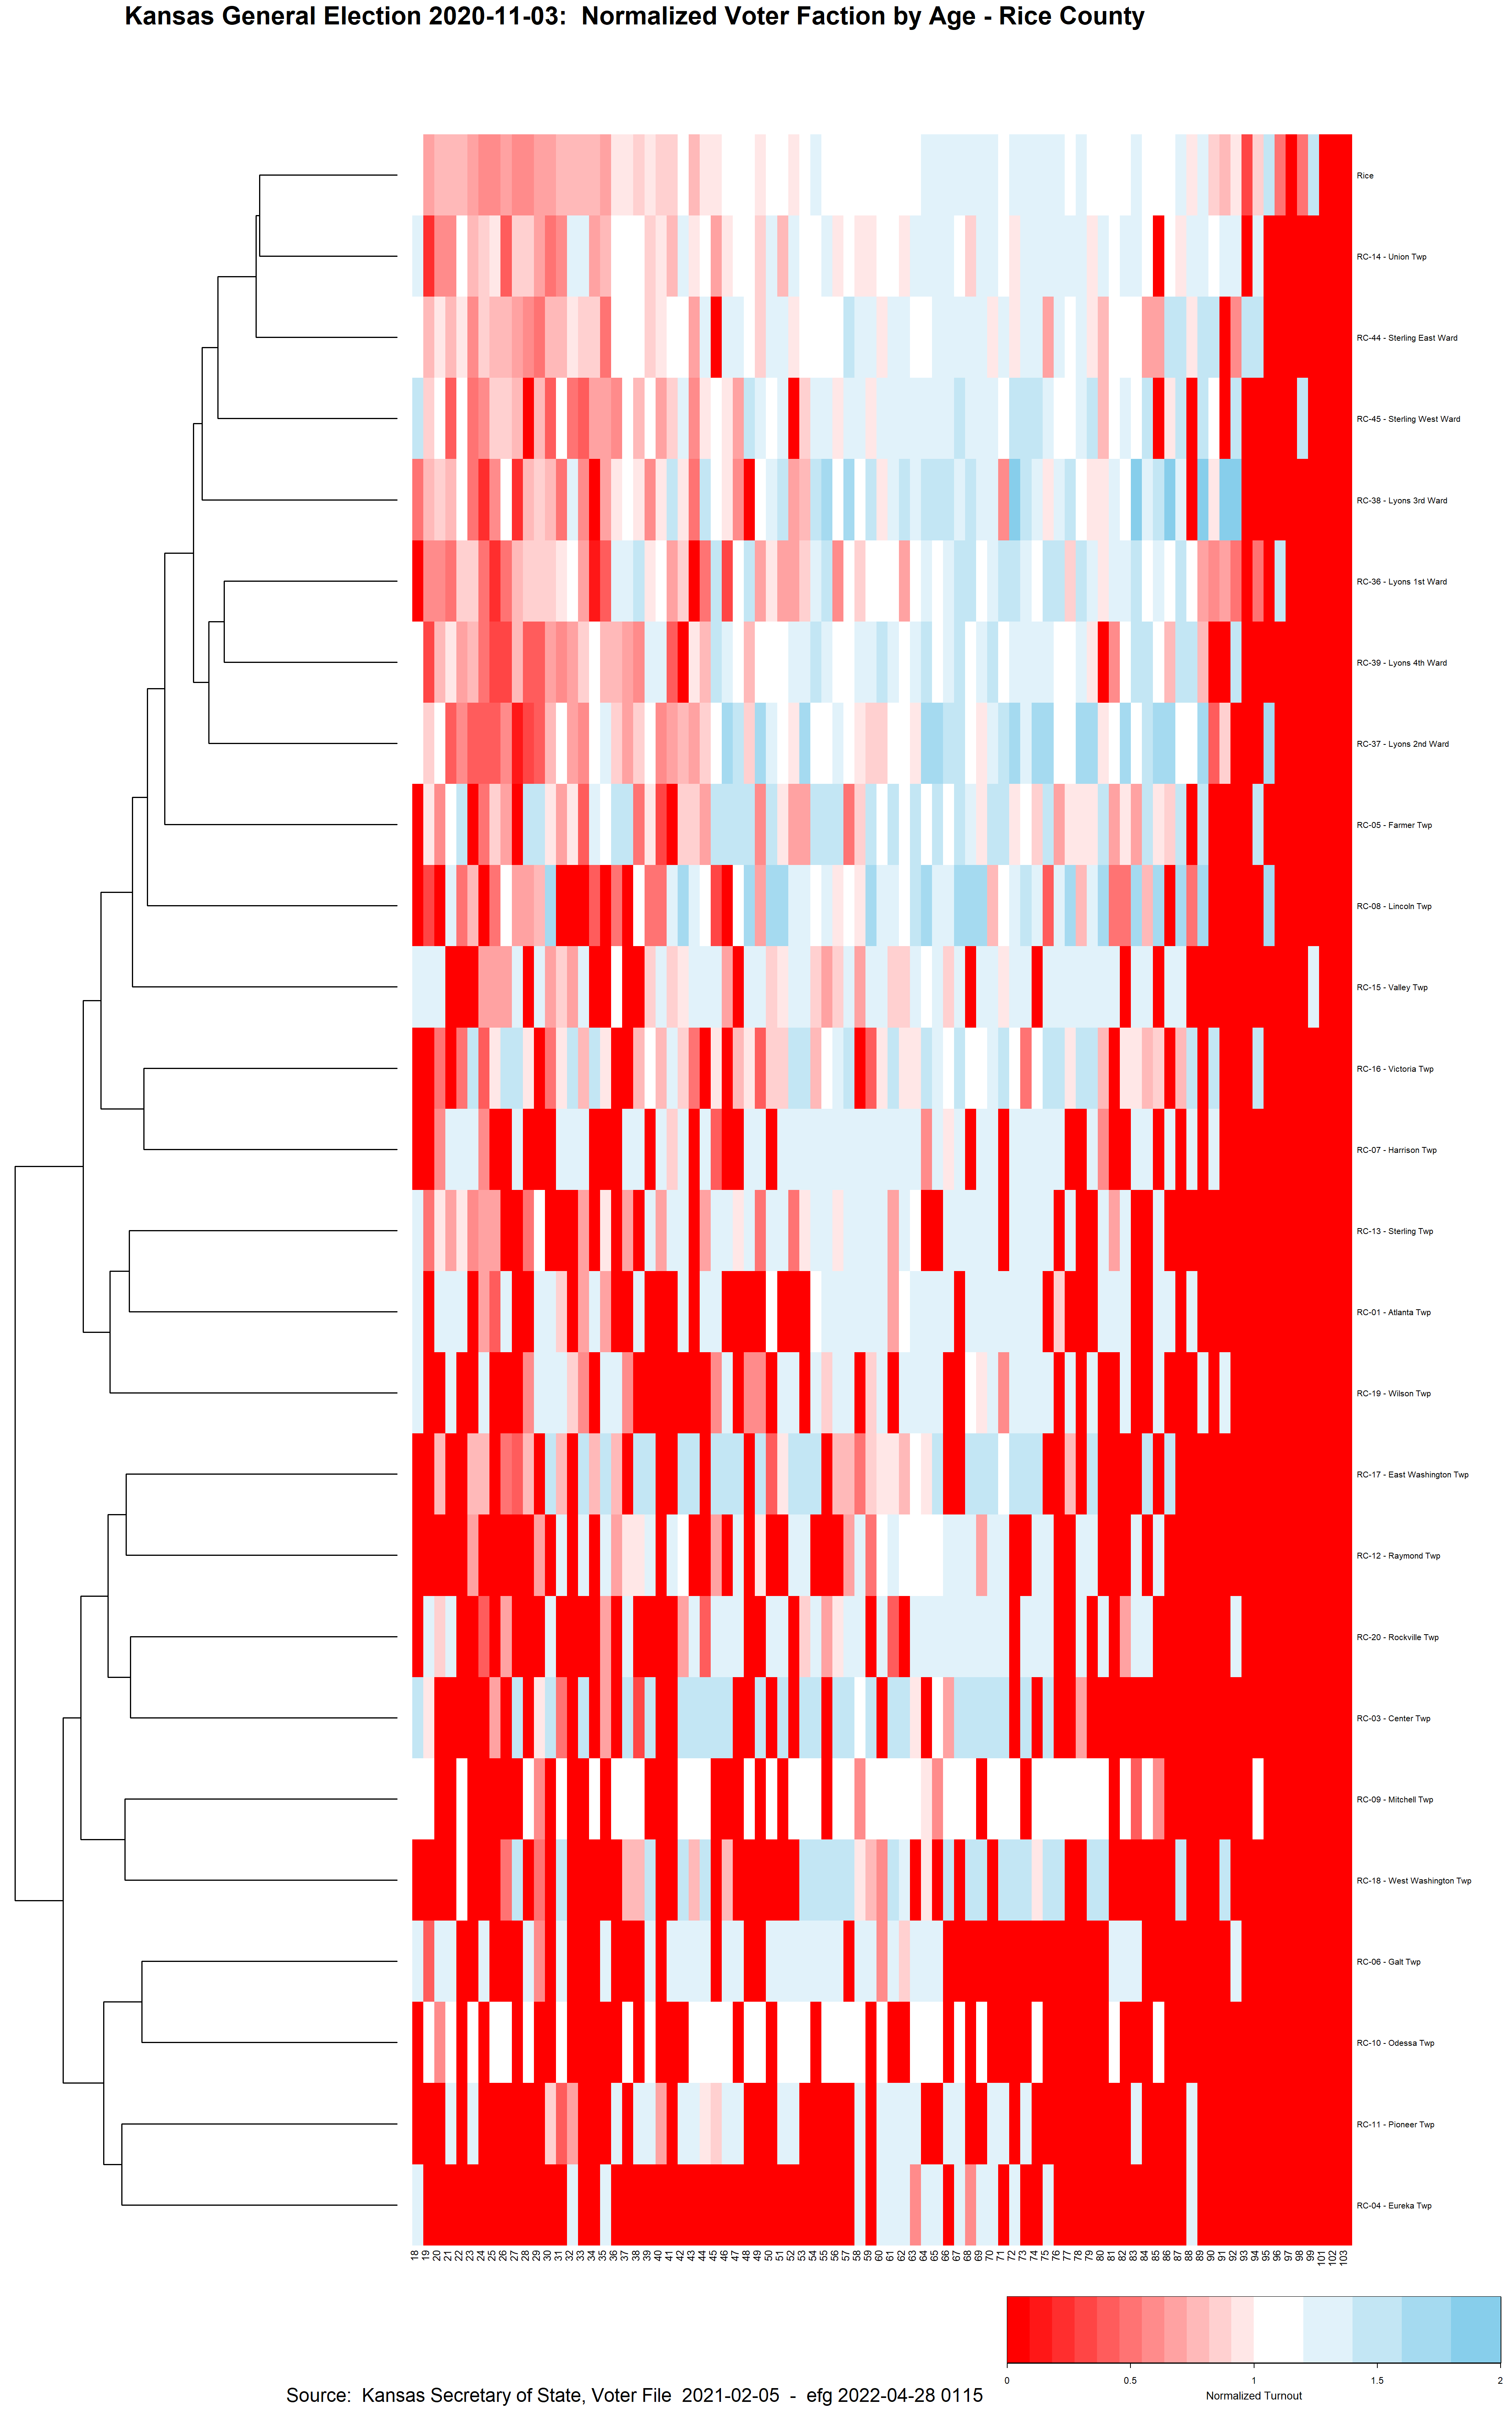 Kansas General Election 2020-11-03:  Normalized Voter Faction by Age - Rice County
Rice
RC-14 - Union Twp
RC-44 - Sterling East Ward
RC-45 - Sterling West Ward
RC-38 - Lyons 3rd Ward
RC-36 - Lyons 1st Ward
RC-39 - Lyons 4th Ward
RC-37 - Lyons 2nd Ward
RC-05 - Farmer Twp
RC-08 - Lincoln Twp
RC-15 - Valley Twp
RC-16 - Victoria Twp
RC-07 - Harrison Twp
RC-13 - Sterling Twp
RC-01 - Atlanta Twp
RC-19 - Wilson Twp
RC-17 - East Washington Twp
RC-12 - Raymond Twp
RC-20 - Rockville Twp
RC-03 - Center Twp
RC-09 - Mitchell Twp
RC-18 - West Washington Twp
RC-06 - Galt Twp
RC-10 - Odessa Twp
RC-11 - Pioneer Twp
RC-04 - Eureka Twp
18 19 20 21 22 23 24 25 26 27 28 29 30 31 32 33 34 35 36 37 38 39 40 41 42 43 44 45 46 47 48 49 50 51 52 53 54 55 56 57 58 59 60 61 62 63 64 65 66 67 68 69 70 71 72 73 74 75 76 77 78 79 80 81 82 83 84 85 86 87 88 89 90 91 92 93 94 95 96 97 98 99 101 102 103
0 0.5 1 1.5 2
Normalized Turnout
Source:  Kansas Secretary of State, Voter File  2021-02-05  -  efg 2022-04-28 0115